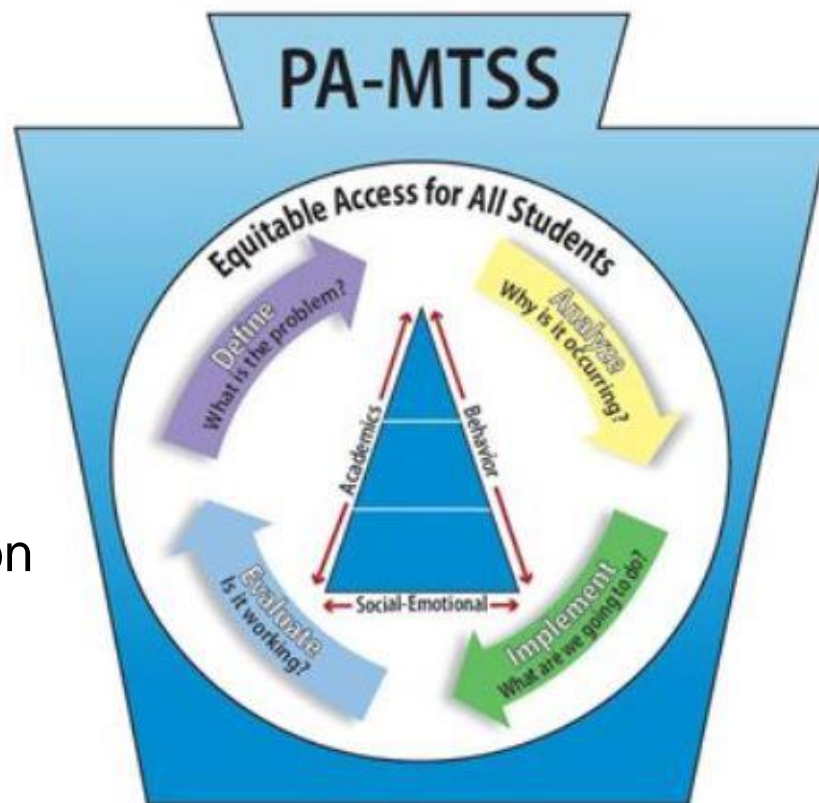 PA-MTSS
Equitable Access for All Students
Define
What is the problem?
Analyze
Why is it occurring?
Academics
Behavior
Social-Emotional
on
Evaluate
Is it working?
Implement
What are we going to do?